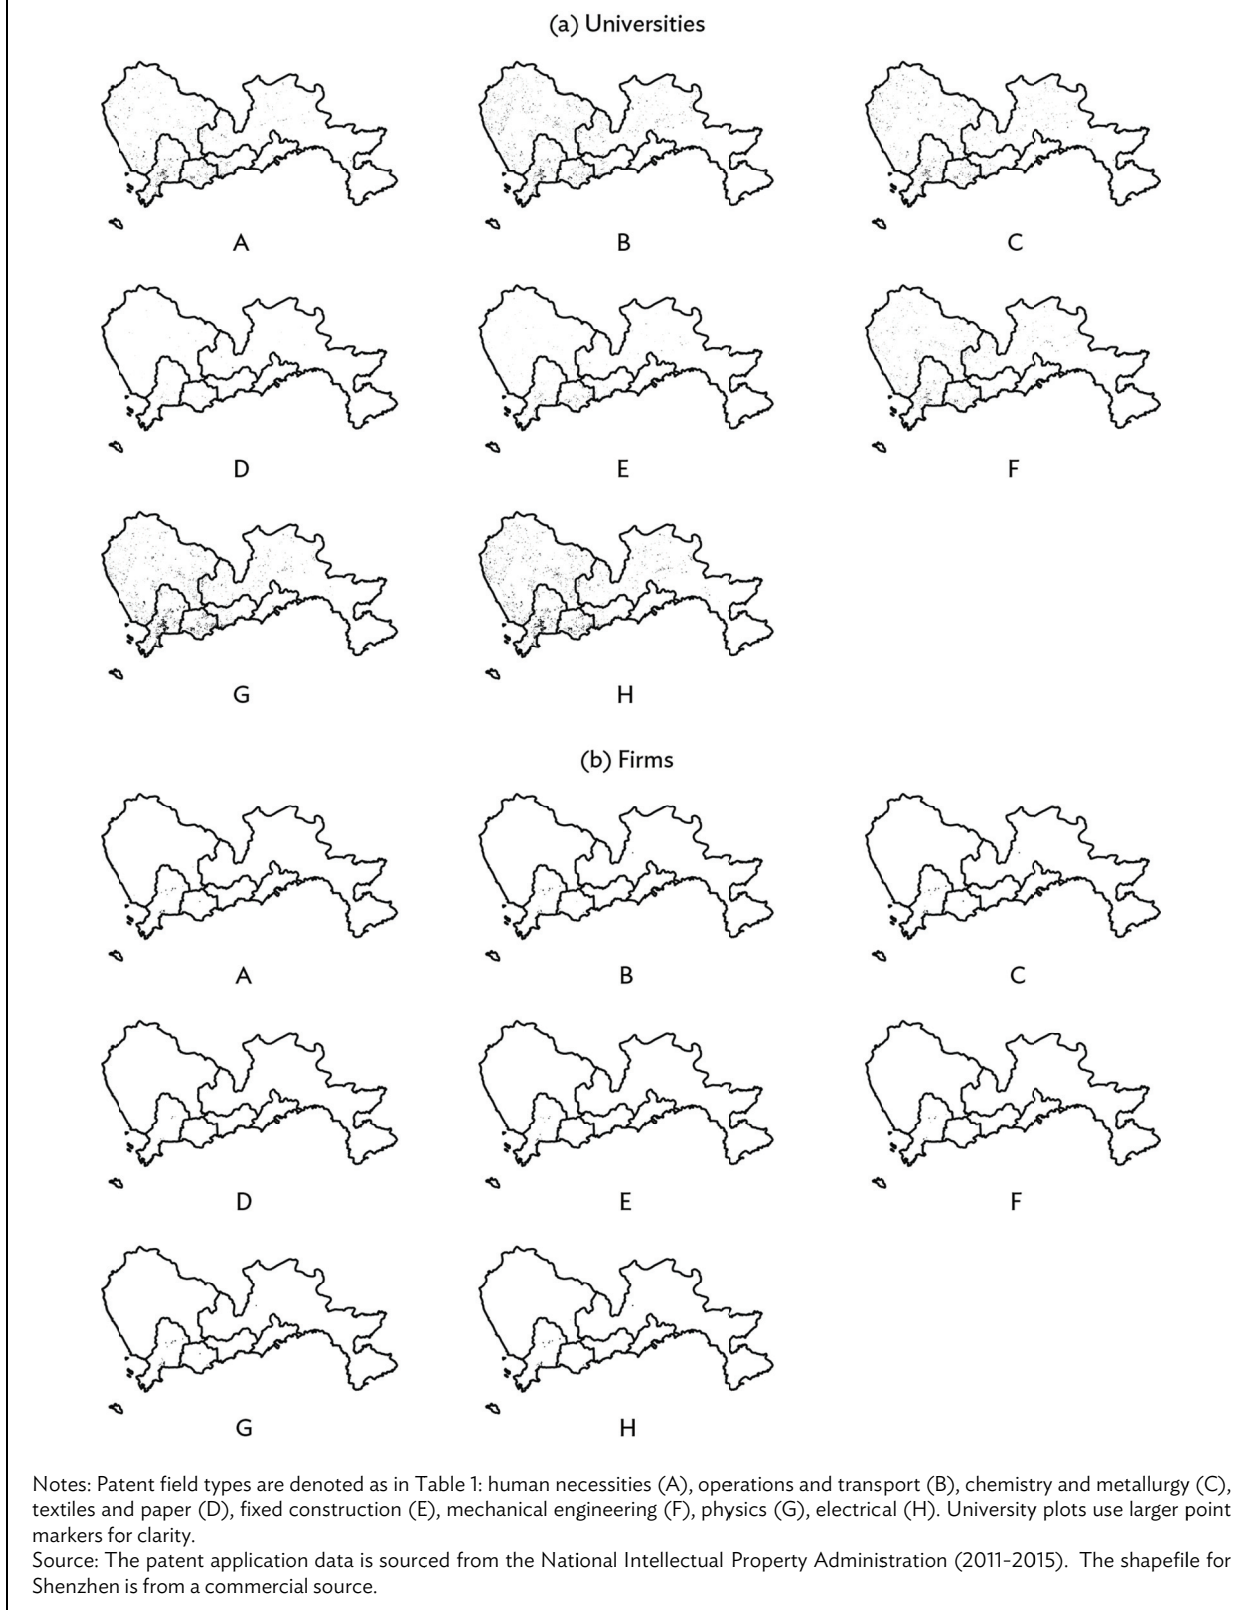 (a) Universities
A
B
C
D
E
F
G
H
(b) Firms
A
B
C
D
E
F
G
H
Notes: Patent field types are denoted as in Table 1: human necessities (A), operations and transport (B), chemistry and metallurgy (C),
textiles and paper (D), fixed construction (E), mechanical engineering (F), physics (G), electrical (H). University plots use larger point
markers for clarity.
Source: The patent application data is sourced from the National Intellectual Property Administration (2011–2015). The shapefile for
Shenzhen is from a commercial source.